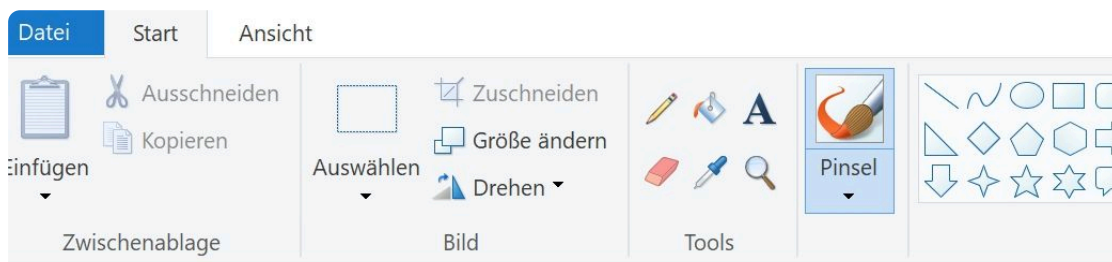 Datei Start Ansicht
Ausschneiden
Kopieren
Einfügen
Zwischenablage
Auswählen
Zuschneiden
Größe ändern
Drehen
Bild
A
Tools
Pinsel